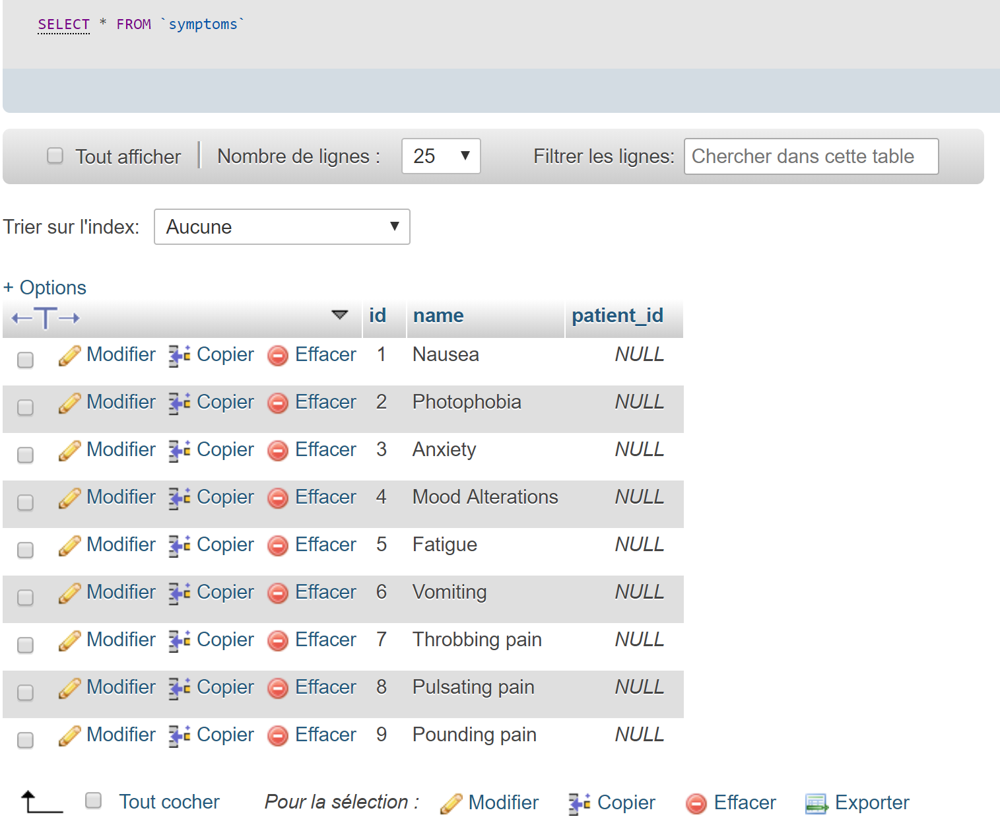 SELECT * FROM `symptoms`
Tout afficher Nombre de lignes : 25 Filtrer les lignes: Chercher dans cette table
Trier sur l'index: Aucune
+ Options
id name patient_id
Modifier Copier Effacer 1 Nausea NULL
Modifier Copier Effacer 2 Photophobia NULL
Modifier Copier Effacer 3 Anxiety NULL
Modifier Copier Effacer 4 Mood Alterations NULL
Modifier Copier Effacer 5 Fatigue NULL
Modifier Copier Effacer 6 Vomiting NULL
Modifier Copier Effacer 7 Throbbing pain NULL
Modifier Copier Effacer 8 Pulsating pain NULL
Modifier Copier Effacer 9 Pounding pain NULL
Tout cocher Pour la sélection : Modifier Copier Effacer Exporter